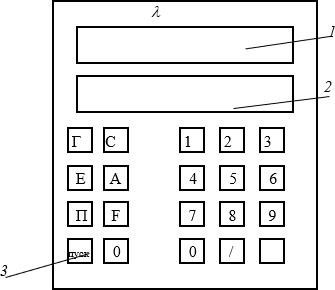 λ
1
2
Г С 1 2 3
Е А 4 5 6
П F 7 8 9
3 пуск 0 0 /